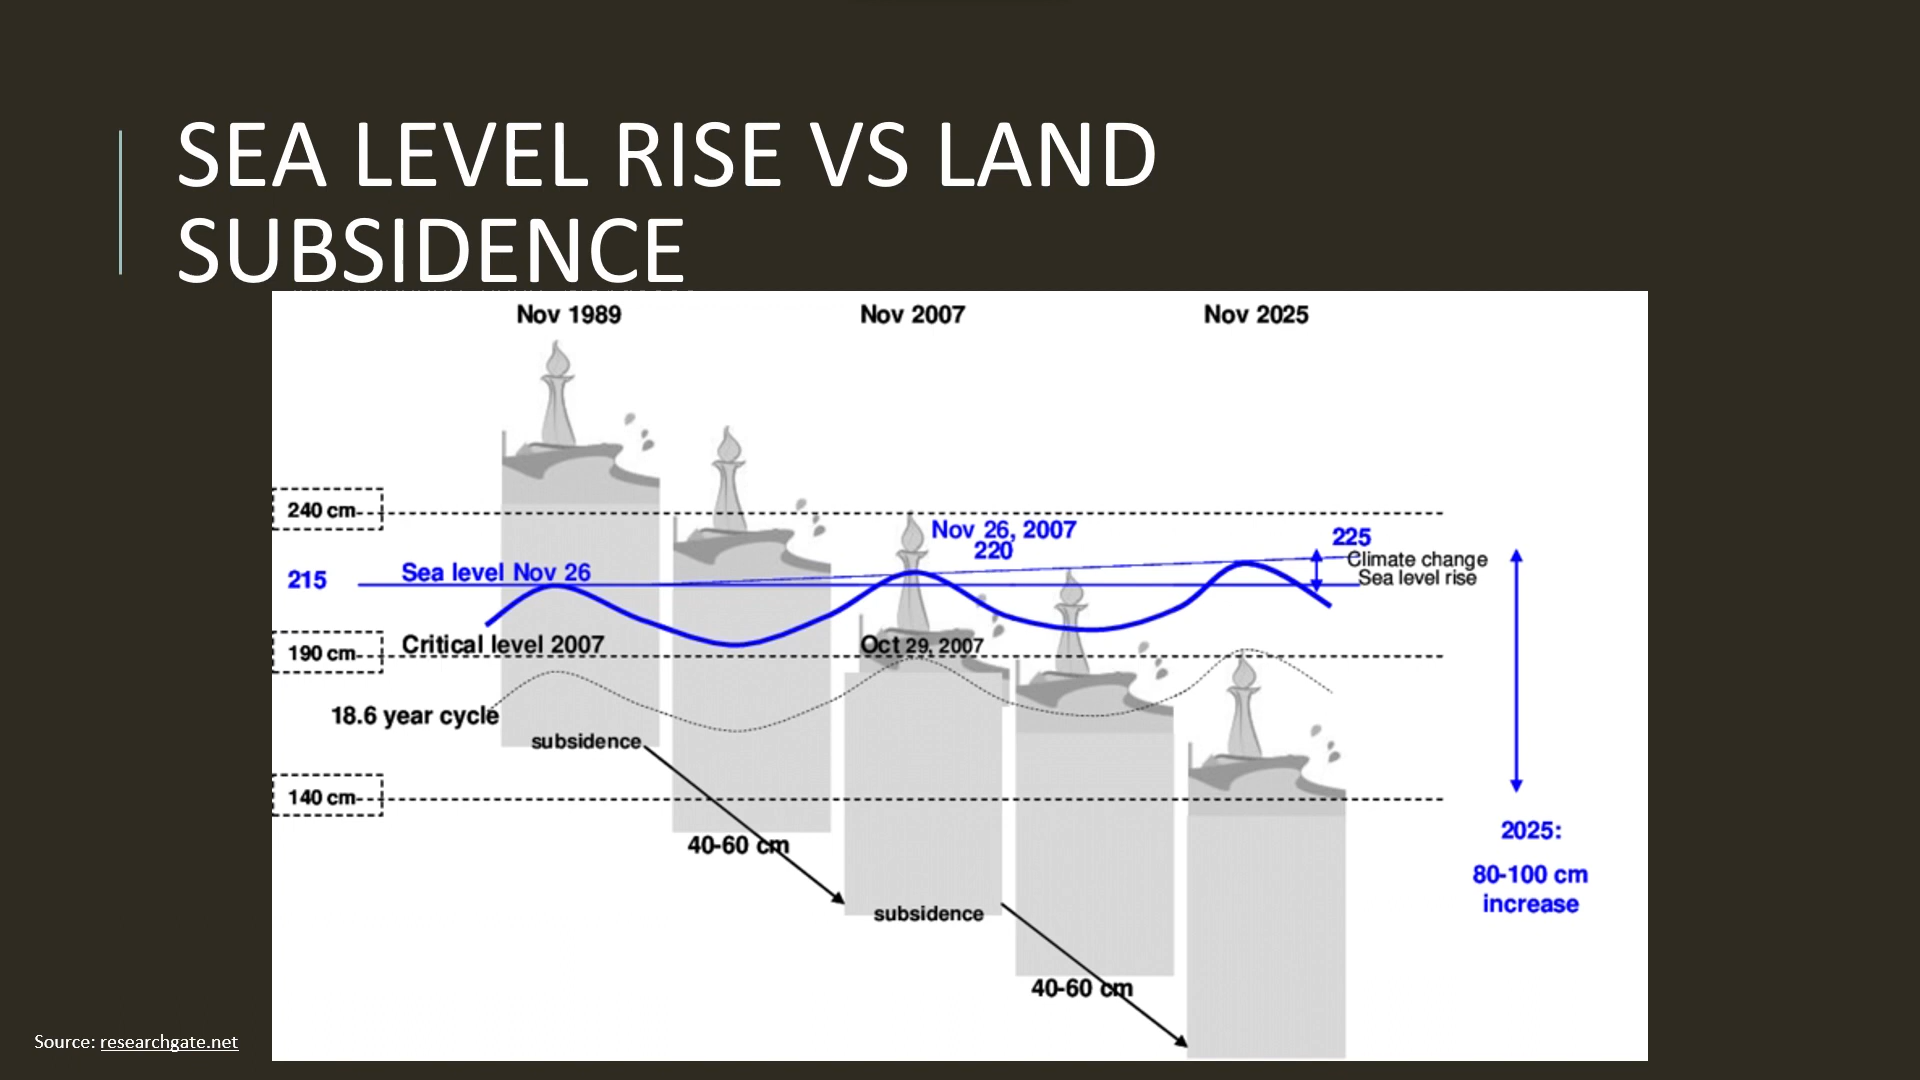 SEA LEVEL RISE VS LAND
SUBSIDENCE
Nov 1989
Nov 2007
Nov 2025
240 cm
Nov 26, 2007
220
225
Climate change
Sea level rise
215
Sea level Nov 26
190 cm
Critical level 2007
Oct 29, 2007
18.6 year cycle
subsidence
140 cm
40-60 cm
2025:
80-100 cm
increase
subsidence
40-60 cm
Source: researchgate.net